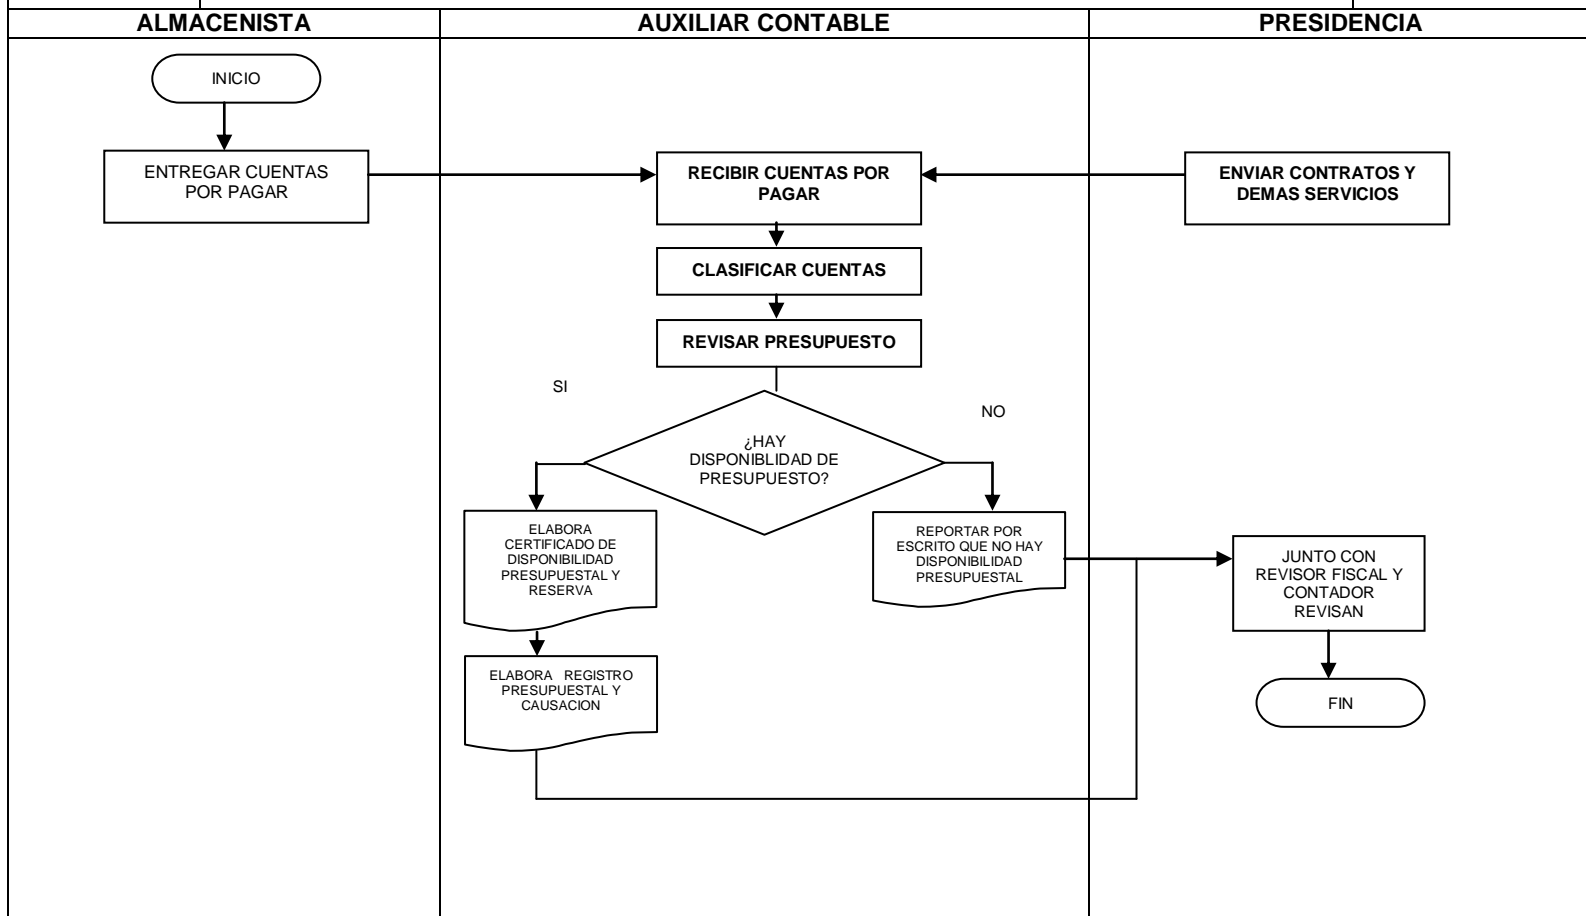 ALMACENISTA
AUXILIAR CONTABLE
PRESIDENCIA
INICIO
ENTREGAR CUENTAS
POR PAGAR
RECIBIR CUENTAS POR
PAGAR
ENVIAR CONTRATOS Y
DEMAS SERVICIOS
CLASIFICAR CUENTAS
REVISAR PRESUPUESTO
SI
NO
¿HAY
DISPONIBLIDAD DE
PRESUPUESTO?
ELABORA
CERTIFICADO DE
DISPONIBILIDAD
PRESUPUESTAL Y
RESERVA
REPORTAR POR
ESCRITO QUE NO HAY
DISPONIBILIDAD
PRESUPUESTAL
JUNTO CON
REVISOR FISCAL Y
CONTADOR
REVISAN
ELABORA REGISTRO
PRESUPUESTAL Y
CAUSACION
FIN